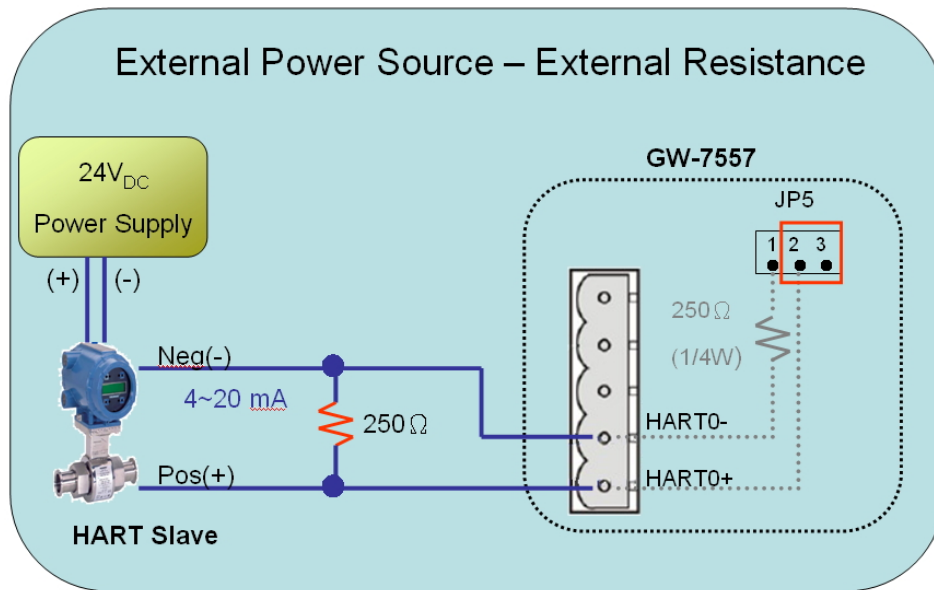 External Power Source – External Resistance
24VDC
Power Supply
(+)
(-)
GW-7557
JP5
1 2 3
250Ω
(1/4W)
Neg(-)
4~20 mA
250Ω
HART0-
Pos(+)
HART0+
HART Slave